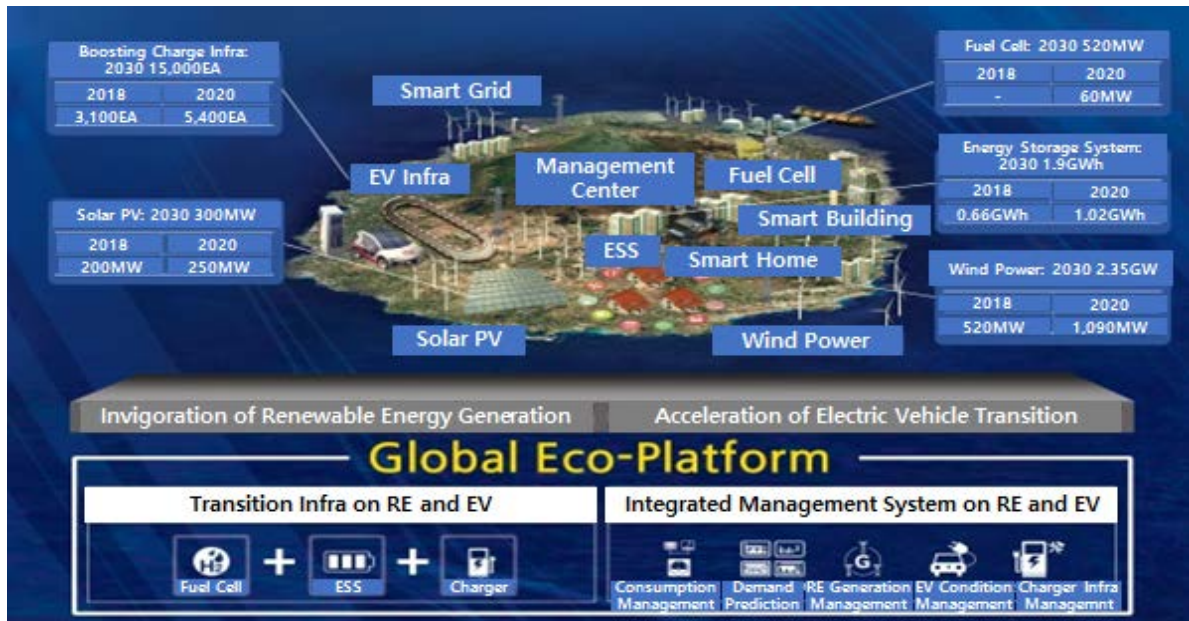 Boosting Charge Infra:
2030 15,000EA
2018 2020
3,100EA 5,400EA
Solar PV: 2030 300MW
2018 2020
200MW 250MW
Smart Grid
EV Infra
Management
Center
Fuel Cell
Smart Building
ESS
Smart Home
Solar PV
Wind Power
Fuel Cell: 2030 520MW
2018 2020
- 60MW
Energy Storage System:
2030 1.9GWh
2018 2020
0.66GWh 1.02GWh
Wind Power: 2030 2.35GW
2018 2020
520MW 1,090MW
Invigoration of Renewable Energy Generation
Acceleration of Electric Vehicle Transition
Global Eco-Platform
Transition Infra on RE and EV
Fuel Cell
+
ESS
+
Charger
Integrated Management System on RE and EV
G
Consumption
Management
Demand
Prediction
RE Generation
Management
EV Condition
Management
Charger Infra
Managemnt